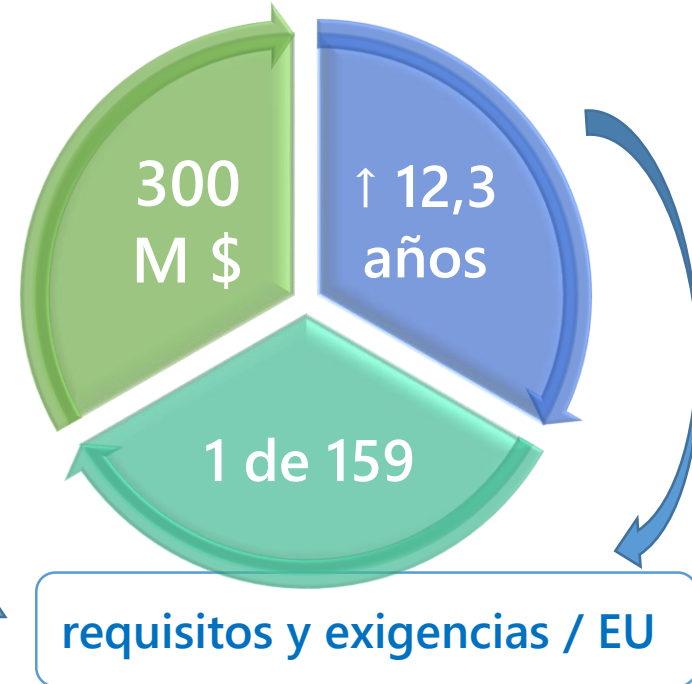 300
M $
↑ 12,3
años
1 de 159
requisitos y exigencias / EU